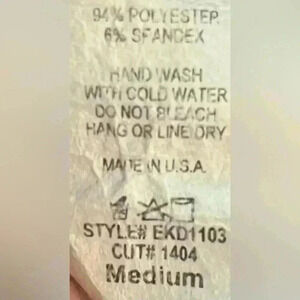 94% POLYESTER
6% SPANDEX
HAND WASH
WITH COLD WATER
DO NOT BLEACH
HANG OR LINE DRY
MADE IN U.S.A.
STYLE# EKD1103
CUT# 1404
Medium